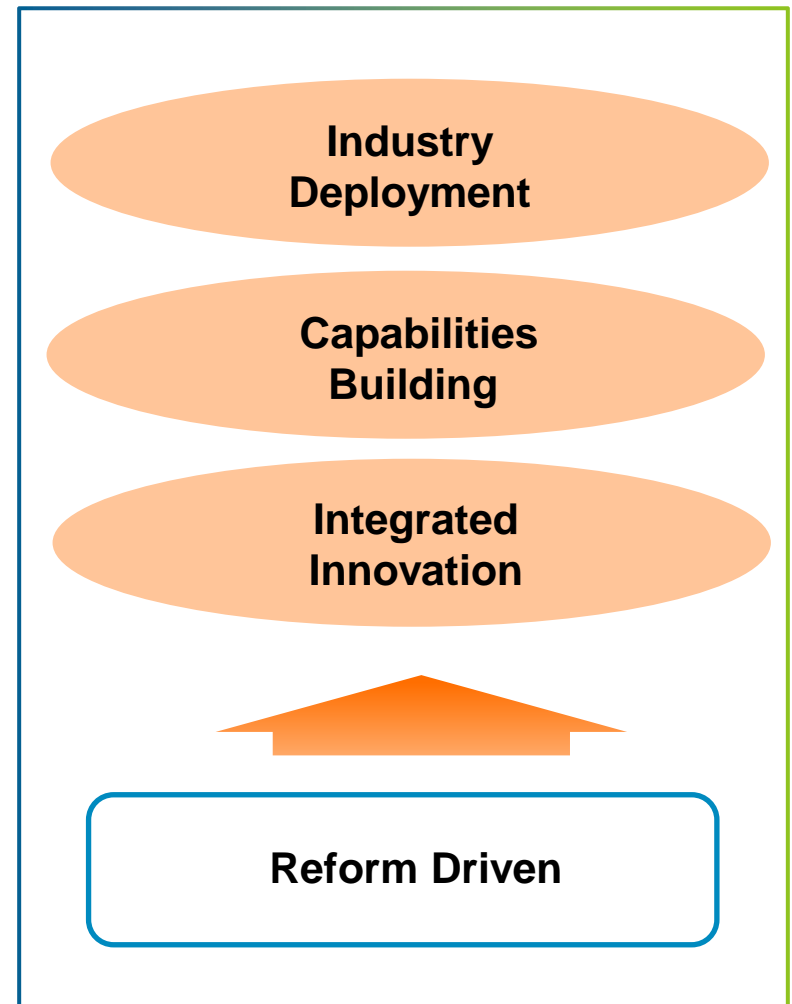 Industry
Deployment
Capabilities
Building
Integrated
Innovation
Reform Driven